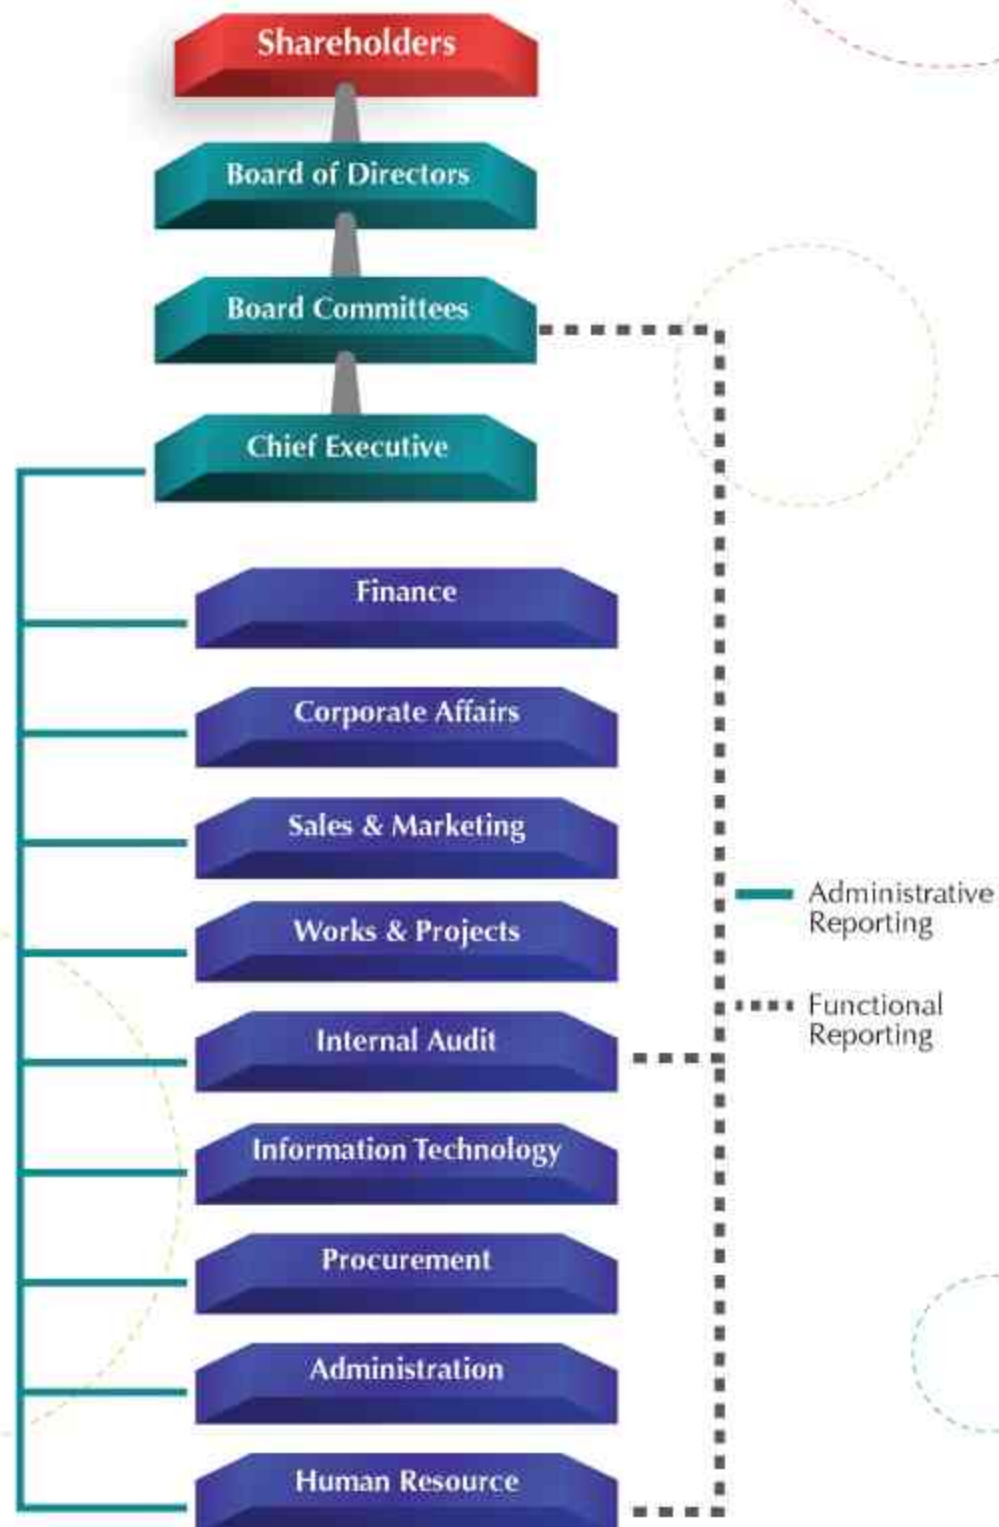 Shareholders
Board of Directors
Board Committees
Chief Executive
Finance
Corporate Affairs
Sales & Marketing
Works & Projects
Internal Audit
Information Technology
Procurement
Administration
Human Resource
Administrative
Reporting
Functional
Reporting